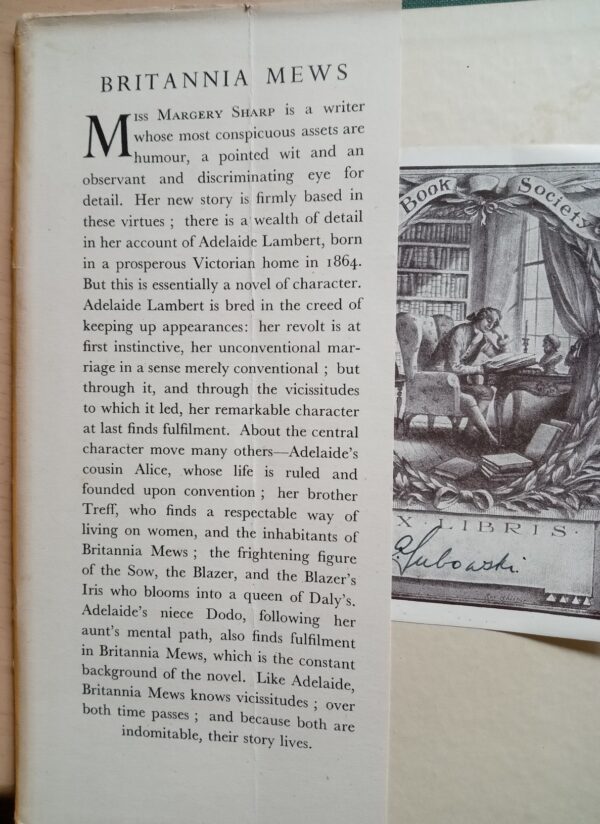 BRITANNIA MEWS
MISS MARGERY SHARP is a writer
whose most conspicuous assets are
humour, a pointed wit and an
observant and discriminating eye for
detail. Her new story is firmly based in
these virtues ; there is a wealth of detail
in her account of Adelaide Lambert, born
in a prosperous Victorian home in 1864.
But this is essentially a novel of character.
Adelaide Lambert is bred in the creed of
keeping up appearances: her revolt is at
first instinctive, her unconventional mar-
riage in a sense merely conventional ; but
through it, and through the vicissitudes
to which it led, her remarkable character
at last finds fulfilment. About the central
character move many others—Adelaide's
cousin Alice, whose life is ruled and
founded upon convention ; her brother
Treff, who finds a respectable way of
living on women, and the inhabitants of
Britannia Mews ; the frightening figure
of the Sow, the Blazer, and the Blazer's
Iris who blooms into a queen of Daly's.
Adelaide's niece Dodo, following her
aunt's mental path, also finds fulfilment
in Britannia Mews, which is the constant
background of the novel. Like Adelaide,
Britannia Mews knows vicissitudes ; over
both time passes ; and because both are
indomitable, their story lives.
Book Society
X · LIBRIS ·